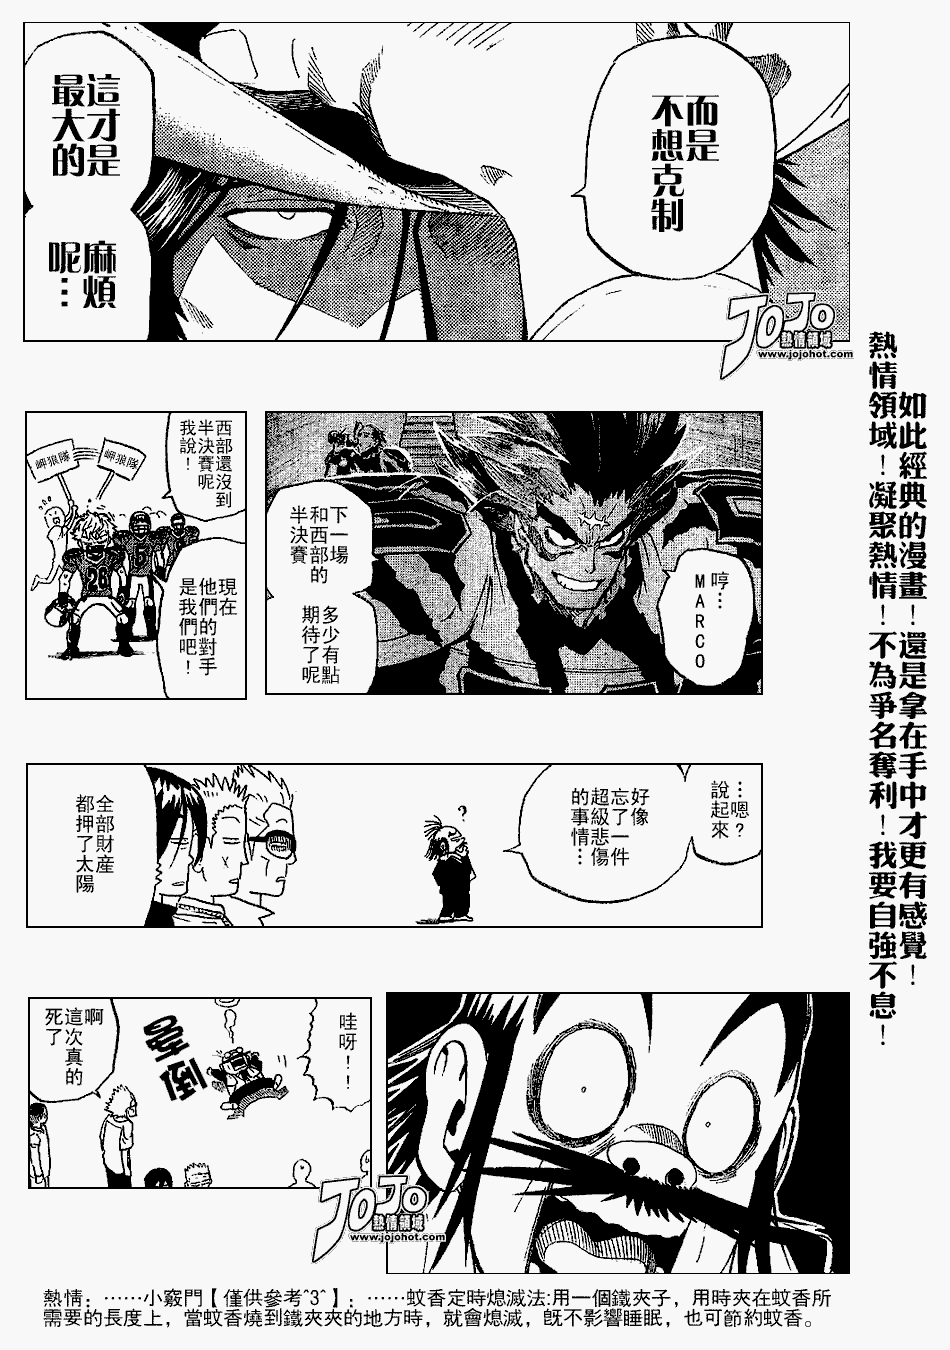 而是
不想克制
這才是
最大的
麻煩
呢…
JOJO
熱情領域
www.jojohot.com
哼…
MARCO
下一場
和西部的
半決賽
多少有點
期待了呢
西部還沒到
半決賽呢
我說！
岬狼隊
岬狼隊
現在
他們的對手
是我們吧！
…嗯？
說起來
好像
忘了一件
超級悲傷
的事情…
?
全部財産
都押了太陽
哇呀！！
暈倒
啊
這次真的
死了
JOJO
熱情領域
www.jojohot.com
如此經典的漫畫！還是拿在手中才更有感覺！
熱情領域！凝聚熱情！不為爭名奪利！我要自強不息！
熱情：……小竅門【僅供參考^3^】：……蚊香定時熄滅法:用一個鐵夾子，用時夾在蚊香所
需要的長度上，當蚊香燒到鐵夾夾的地方時，就會熄滅，既不影響睡眠，也可節約蚊香。